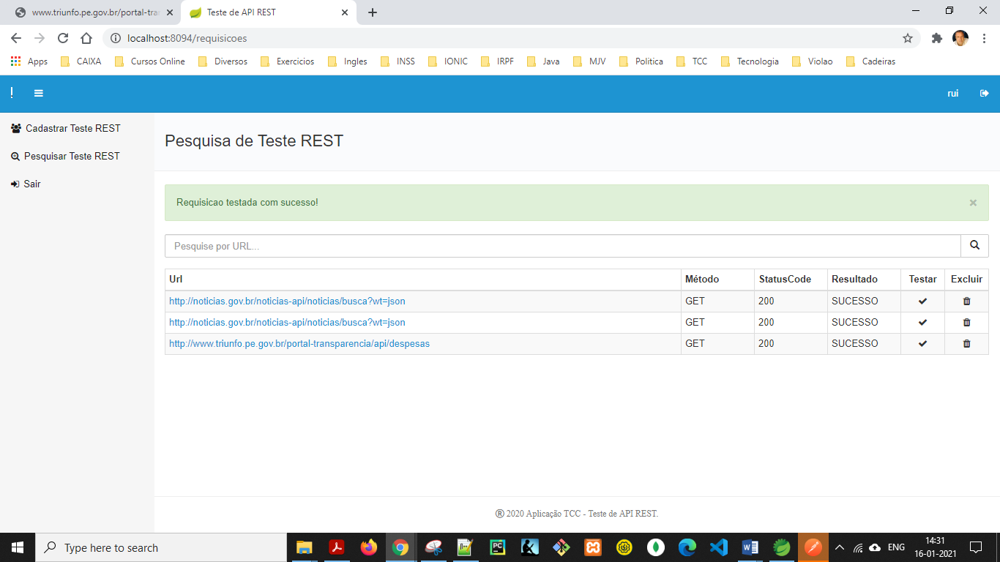 www.triunfo.pe.gov.br/portal-tra
Teste de API REST
localhost:8094/requisicoes
Apps CAIXA Cursos Online Diversos Exercicios Ingles INSS IONIC IRPF Java MJV Politica TCC Tecnologia Violao Cadeiras
! rui
Cadastrar Teste REST
Pesquisar Teste REST
Sair
Pesquisa de Teste REST
Requisicao testada com sucesso! ×
Pesquise por URL...
Url Método StatusCode Resultado Testar Excluir
http://noticias.gov.br/noticias-api/noticias/busca?wt=json GET 200 SUCESSO
http://noticias.gov.br/noticias-api/noticias/busca?wt=json GET 200 SUCESSO
http://www.triunfo.pe.gov.br/portal-transparencia/api/despesas GET 200 SUCESSO
® 2020 Aplicação TCC - Teste de API REST.
Type here to search
PC
ENG
14:31
16-01-2021